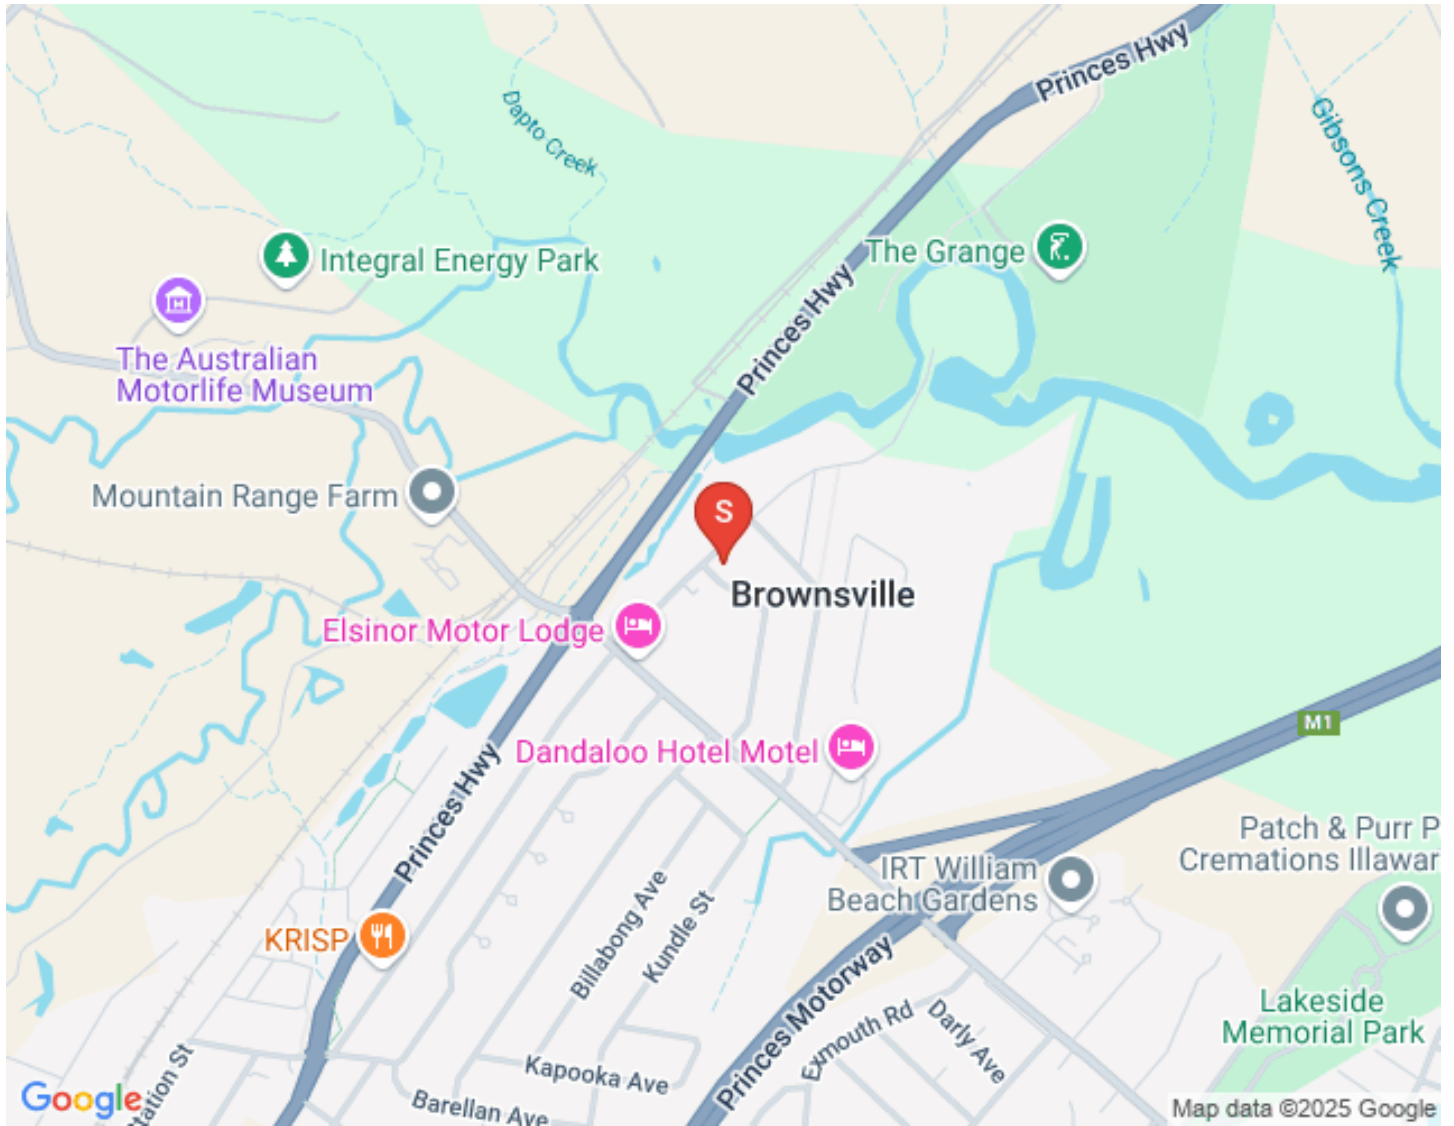 Princes Hwy
Dapto Creek
Gibsons Creek
The Grange
Integral Energy Park
Princes Hwy
The Australian
Motorlife Museum
Mountain Range Farm
S
Brownsville
Elsinor Motor Lodge
M1
Dandaloo Hotel Motel
Princes Hwy
Patch & Purr P
Cremations Illawar
IRT William
Beach Gardens
Billabong Ave
Kundle St
KRISP
Princes Motorway
Exmouth Rd
Darly Ave
Lakeside
Memorial Park
Kapooka Ave
Station St
Barellan Ave
Google
Map data ©2025 Google